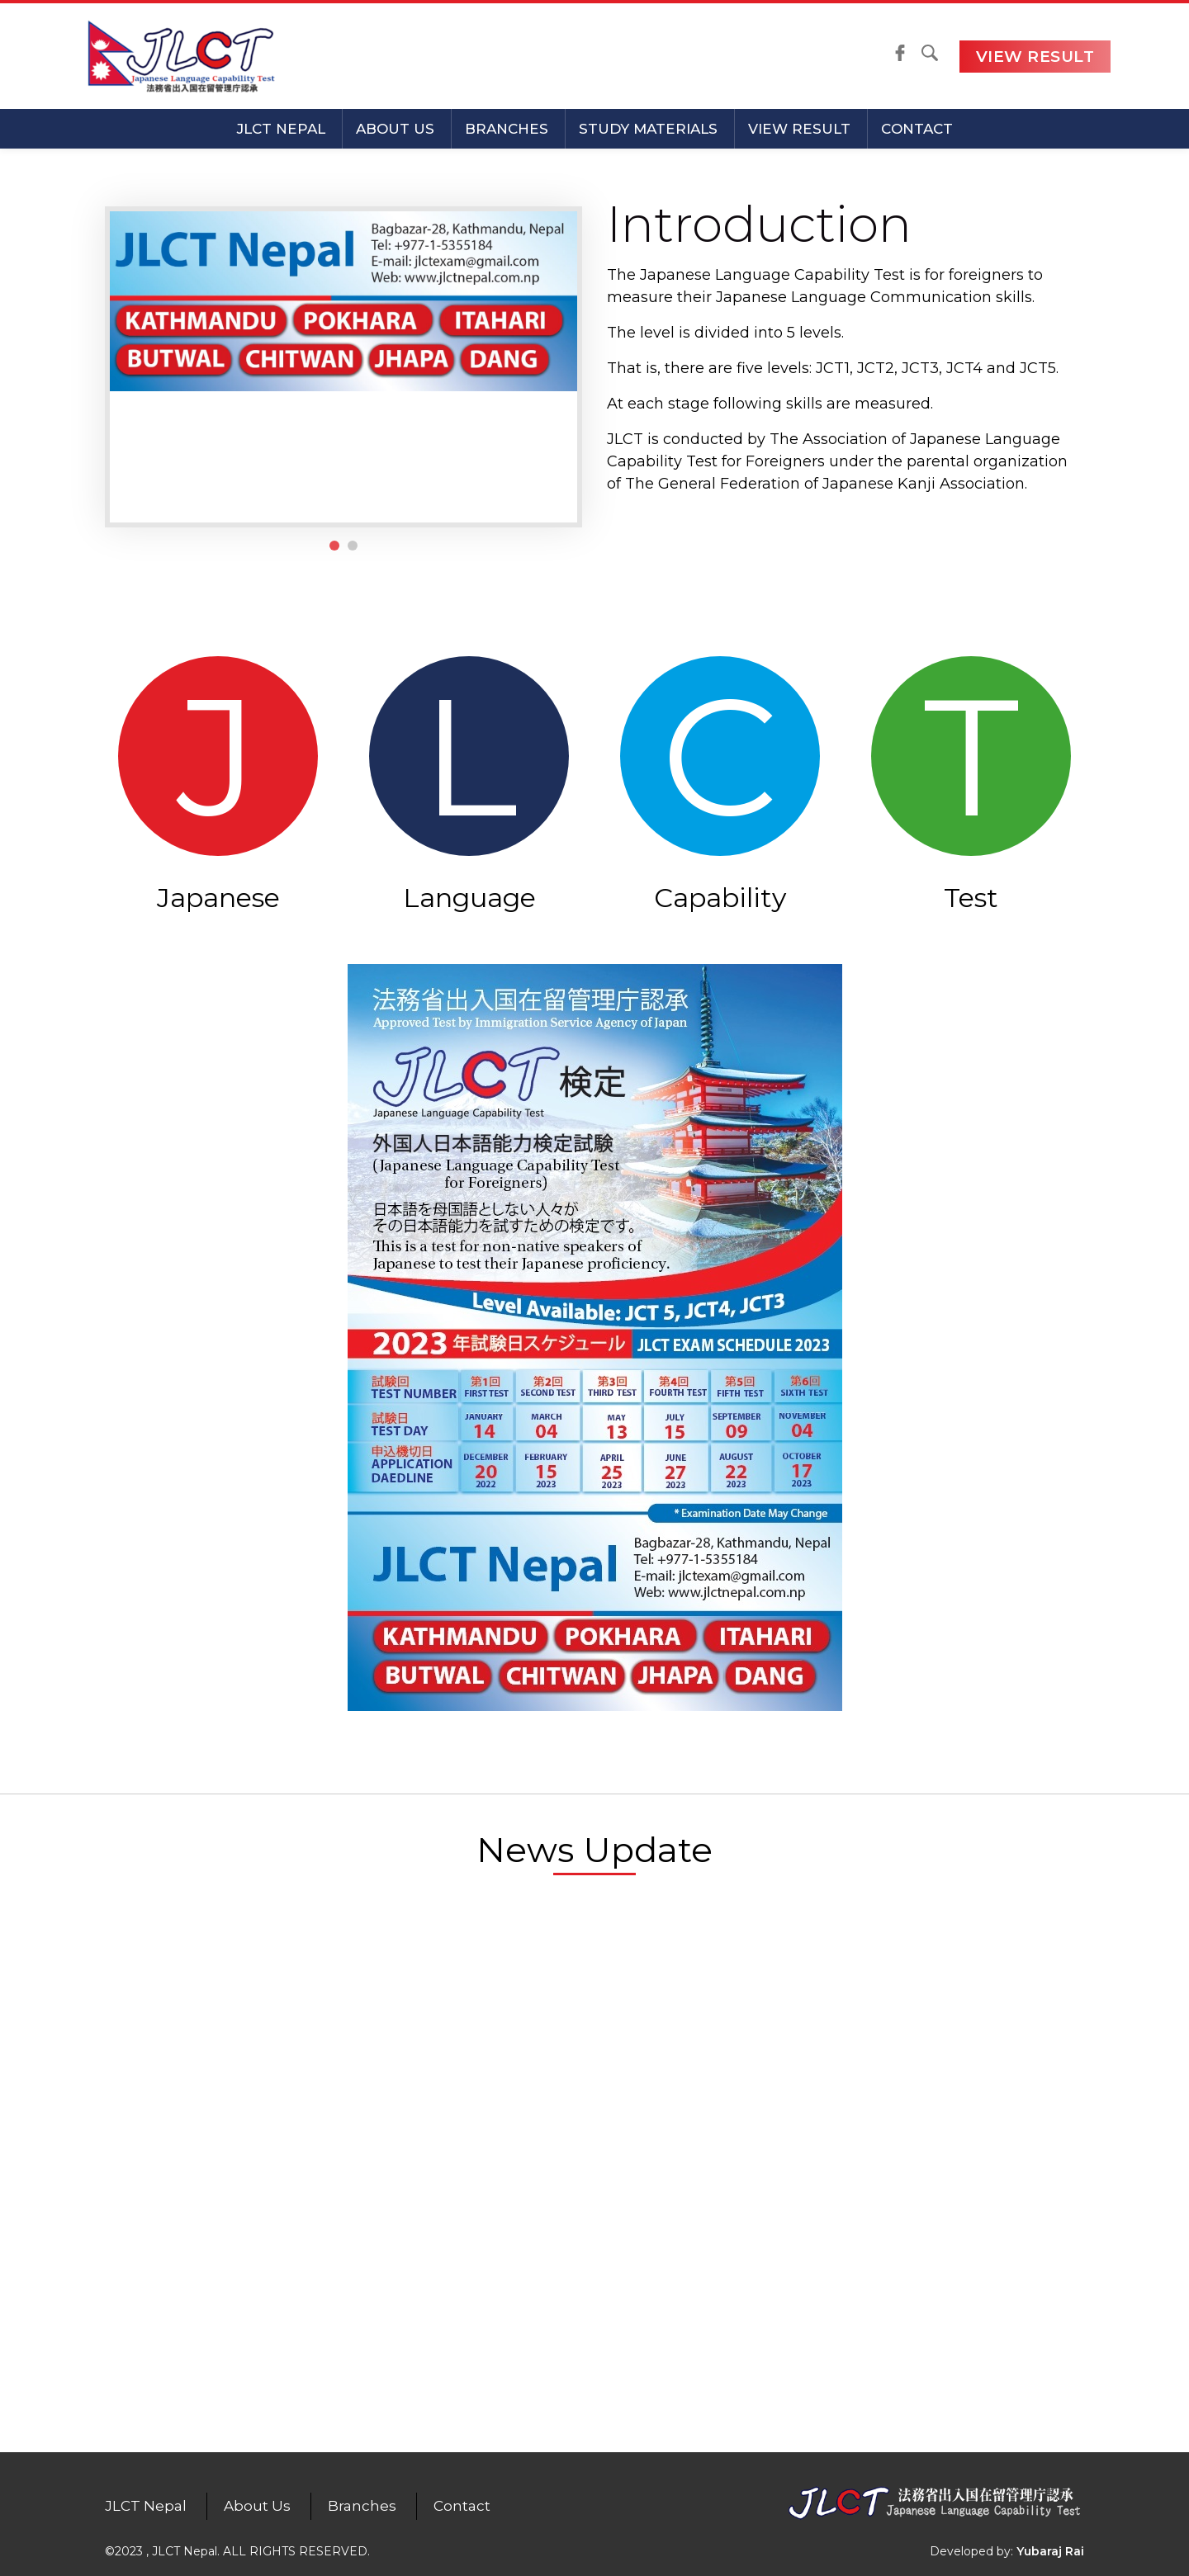 JLCT
Japanese Language Capability Test
法務省出入国在留管理庁認承
VIEW RESULT
JLCT NEPAL
ABOUT US
BRANCHES
STUDY MATERIALS
VIEW RESULT
CONTACT
JLCT Nepal
Bagbazar-28, Kathmandu, Nepal
Tel: +977-1-5355184
E-mail: jlctexam@gmail.com
Web: www.jlctnepal.com.np
KATHMANDU POKHARA ITAHARI
BUTWAL CHITWAN JHAPA DANG
Introduction
The Japanese Language Capability Test is for foreigners to
measure their Japanese Language Communication skills.
The level is divided into 5 levels.
That is, there are five levels: JCT1, JCT2, JCT3, JCT4 and JCT5.
At each stage following skills are measured.
JLCT is conducted by The Association of Japanese Language
Capability Test for Foreigners under the parental organization
of The General Federation of Japanese Kanji Association.
J L C T
Japanese Language Capability Test
法務省出入国在留管理庁認承
Approved Test by Immigration Service Agency of Japan
JLCT 検定
Japanese Language Capability Test
外国人日本語能力検定試験
(Japanese Language Capability Test
for Foreigners)
日本語を母国語としない人々が
その日本語能力を試すための検定です。
This is a test for non-native speakers of
Japanese to test their Japanese proficiency.
Level Available: JCT 5, JCT4, JCT3
2023 年試験日スケジュール JLCT EXAM SCHEDULE 2023
試験回 第1回 第2回 第3回 第4回 第5回 第6回
TEST NUMBER FIRST TEST SECOND TEST THIRD TEST FOURTH TEST FIFTH TEST SIXTH TEST
試験日 JANUARY MARCH MAY JULY SEPTEMBER NOVEMBER
TEST DAY 14 04 13 15 09 04
申込機切日 DECEMBER FEBRUARY APRIL JUNE AUGUST OCTOBER
APPLICATION 20 15 25 27 22 17
DAEDLINE 2022 2023 2023 2023 2023 2023
* Examination Date May Change
JLCT Nepal
Bagbazar-28, Kathmandu, Nepal
Tel: +977-1-5355184
E-mail: jlctexam@gmail.com
Web: www.jlctnepal.com.np
KATHMANDU POKHARA ITAHARI
BUTWAL CHITWAN JHAPA DANG
News Update
JLCT Nepal
About Us
Branches
Contact
JLCT 法務省出入国在留管理庁認承
Japanese Language Capability Test
©2023 , JLCT Nepal. ALL RIGHTS RESERVED.
Developed by: Yubaraj Rai